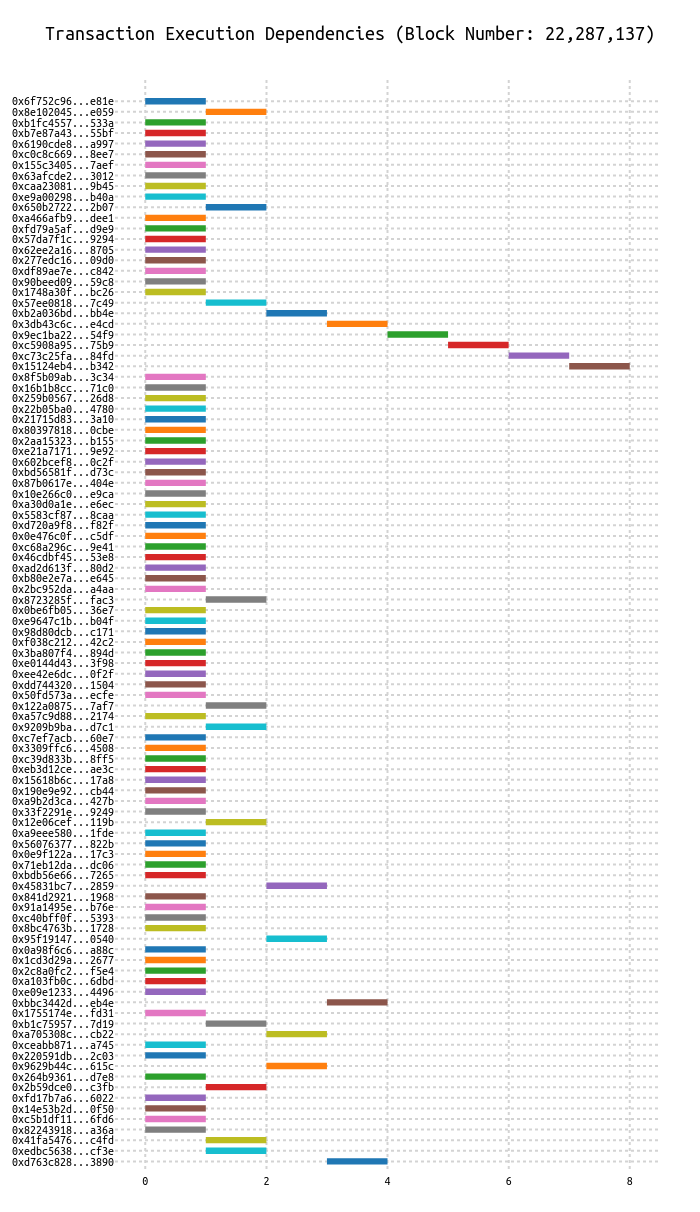 Transaction Execution Dependencies (Block Number: 22,287,137)
0x6f752c96...e81e
0x8e102045...e059
0xb1fc4557...533a
0xb7e87a43...55bf
0x6190cde8...a997
0xc0c8c669...8ee7
0x155c3405...7aef
0x63afcde2...3012
0xcaa23081...9b45
0xe9a00298...b40a
0x650b2722...2b07
0xa466afb9...dee1
0xfd79a5af...d9e9
0x57da7f1c...9294
0x62ee2a16...8705
0x277edc16...09d0
0xdf89ae7e...c842
0x90beed09...59c8
0x1748a30f...bc26
0x57ee0818...7c49
0xb2a036bd...bb4e
0x3db43c6c...e4cd
0x9ec1ba22...54f9
0xc5908a95...75b9
0xc73c25fa...84fd
0x15124eb4...b342
0x8f5b09ab...3c34
0x16b1b8cc...71c0
0x259b0567...26d8
0x22b05ba0...4780
0x21715d83...3a10
0x80397818...0cbe
0x2aa15323...b155
0xe21a7171...9e92
0x602bcef8...0c2f
0xbd56581f...d73c
0x87b0617e...404e
0x10e266c0...e9ca
0xa30d0a1e...e6ec
0x5583cf87...8caa
0xd720a9f8...f82f
0x0e476c0f...c5df
0xc68a296c...9e41
0x46cdbf45...53e8
0xad2d613f...80d2
0xb80e2e7a...e645
0x2bc952da...a4aa
0x8723285f...fac3
0x0be6fb05...36e7
0xe9647c1b...b04f
0x98d80dcb...c171
0xf038c212...42c2
0x3ba807f4...894d
0xe0144d43...3f98
0xee42e6dc...0f2f
0xdd744320...1504
0x50fd573a...ecfe
0x122a0875...7af7
0xa57c9d88...2174
0x9209b9ba...d7c1
0xc7ef7acb...60e7
0x3309ffc6...4508
0xc39d833b...8ff5
0xeb3d12ce...ae3c
0x15618b6c...17a8
0x190e9e92...cb44
0xa9b2d3ca...427b
0x33f2291e...9249
0x12e06cef...119b
0xa9eee580...1fde
0x56076377...822b
0x0e9f122a...17c3
0x71eb12da...dc06
0xbdb56e66...7265
0x45831bc7...2859
0x841d2921...1968
0x91a1495e...b76e
0xc40bff0f...5393
0x8bc4763b...1728
0x95f19147...0540
0x0a98f6c6...a88c
0x1cd3d29a...2677
0x2c8a0fc2...f5e4
0xa103fb0c...6dbd
0xe09e1233...4496
0xbbc3442d...eb4e
0x1755174e...fd31
0xb1c75957...7d19
0xa705308c...cb22
0xceabb871...a745
0x220591db...2c03
0x9629b44c...615c
0x264b9361...d7e8
0x2b59dce0...c3fb
0xfd17b7a6...6022
0x14e53b2d...0f50
0xc5b1df11...6fd6
0x82243918...a36a
0x41fa5476...c4fd
0xedbc5638...cf3e
0xd763c828...3890
0 2 4 6 8